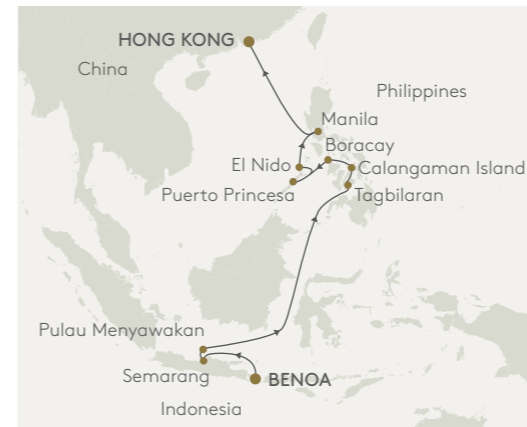 HONG KONG
China
Philippines
Manila
Boracay
El Nido
Calangaman Island
Puerto Princesa
Tagbilaran
Pulau Menyawakan
Semarang
BENOA
Indonesia